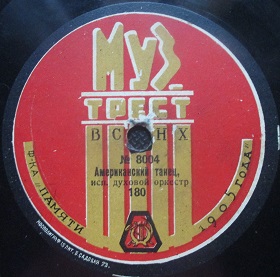 МУЗ
ТРЕСТ
ВСНХ
№ 8004
Американский танец,
исп. духовой оркестр
180
Ф-КА „ПАМЯТИ 1905 ГОДА"